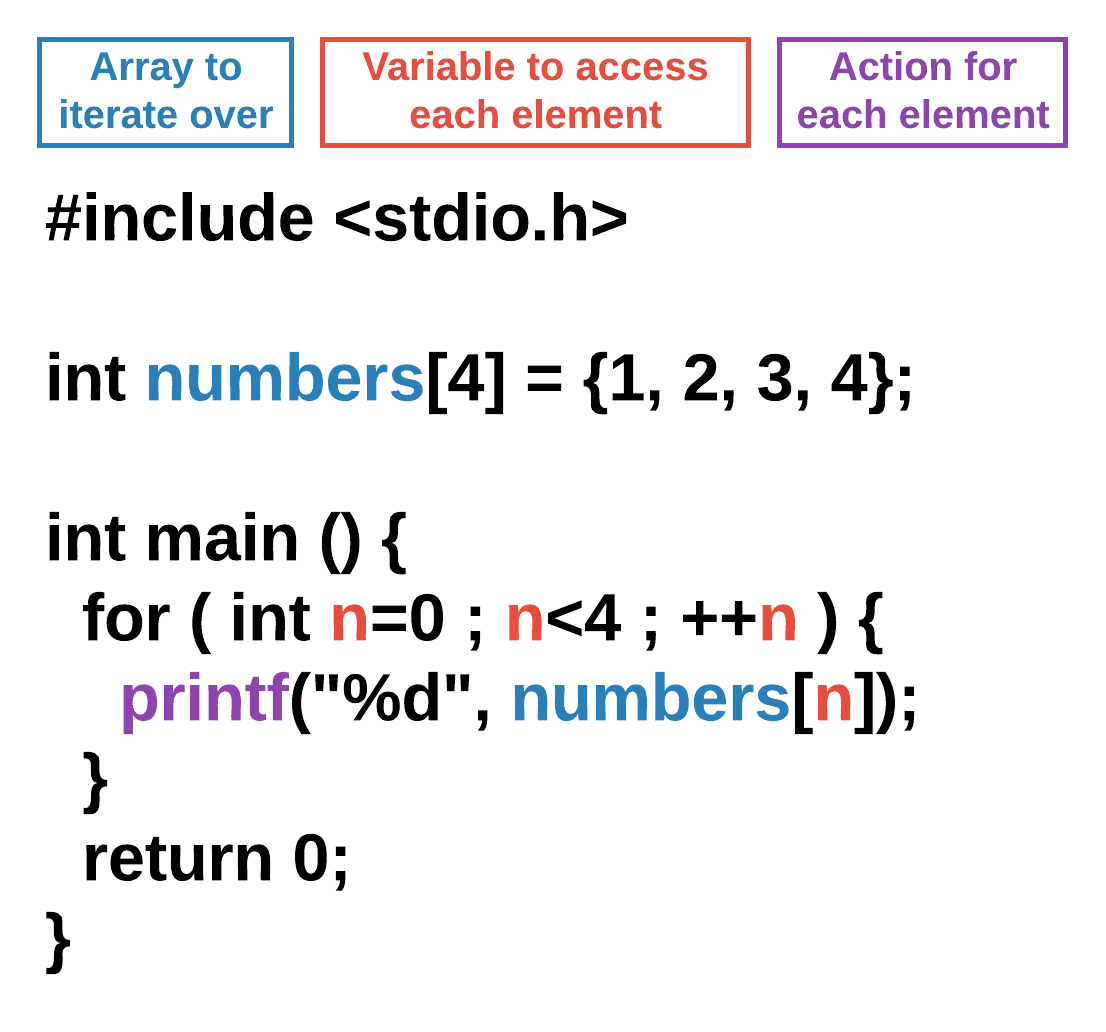 Array to
iterate over
Variable to access
each element
Action for
each element
#include <stdio.h>
int numbers[4] = {1, 2, 3, 4};
int main () {
for ( int n=0 ; n<4 ; ++n ) {
printf("%d", numbers[n]);
}
return 0;
}